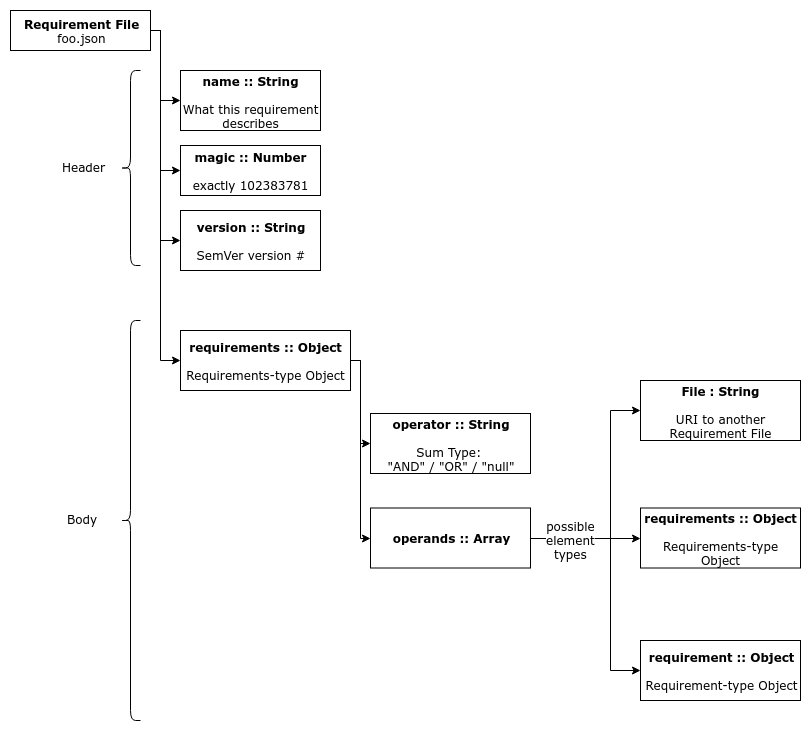 Requirement File
foo.json
name :: String
What this requirement
describes
Header
magic :: Number
exactly 102383781
version :: String
SemVer version #
requirements :: Object
Requirements-type Object
Body
operator :: String
Sum Type:
"AND" / "OR" / "null"
operands :: Array
possible
element
types
File : String
URI to another
Requirement File
requirements :: Object
Requirements-type
Object
requirement :: Object
Requirement-type Object